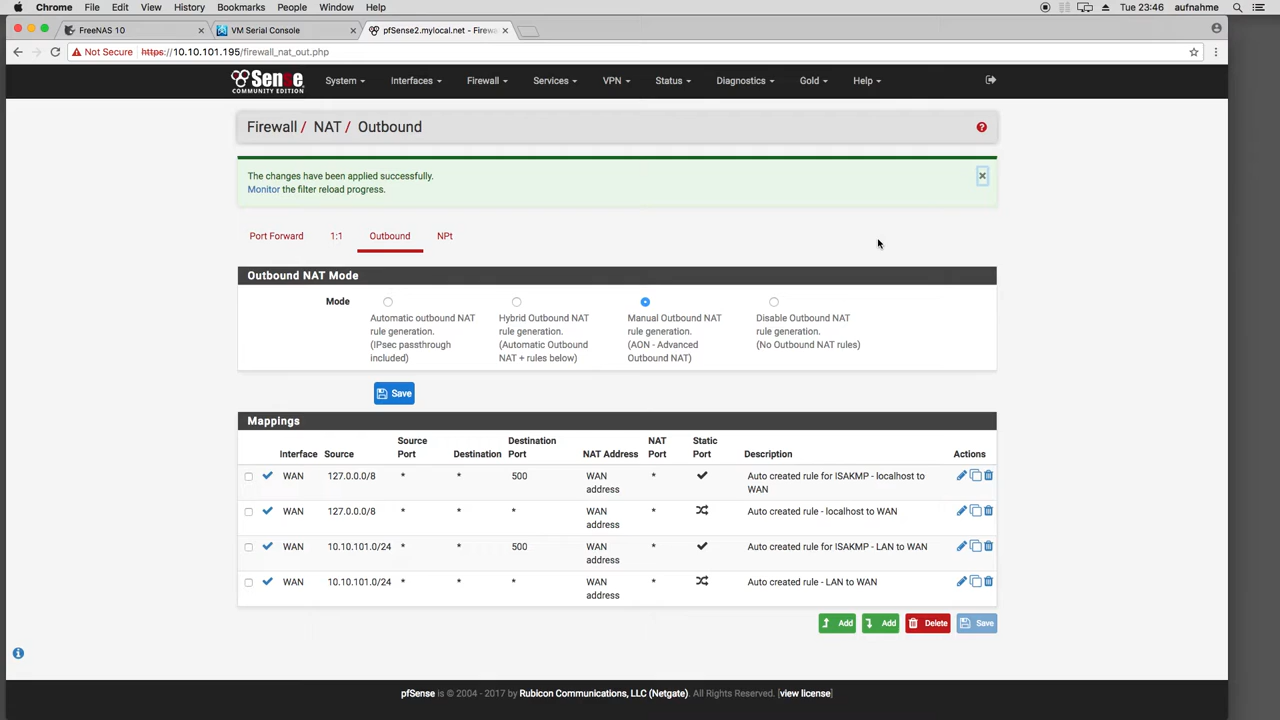 Chrome File Edit View History Bookmarks People Window Help Tue 23:46 aufnahme
FreeNAS 10 VM Serial Console pfSense2.mylocal.net - Firewa
Not Secure https://10.10.101.195/firewall_nat_out.php
Sense COMMUNITY EDITION
System Interfaces Firewall Services VPN Status Diagnostics Gold Help
Firewall / NAT / Outbound
The changes have been applied successfully.
Monitor the filter reload progress.
Port Forward 1:1 Outbound NPt
Outbound NAT Mode
Mode
Automatic outbound NAT
rule generation.
(IPsec passthrough
included)
Hybrid Outbound NAT
rule generation.
(Automatic Outbound
NAT + rules below)
Manual Outbound NAT
rule generation.
(AON - Advanced
Outbound NAT)
Disable Outbound NAT
rule generation.
(No Outbound NAT rules)
Save
Mappings
Interface Source Source Port Destination Destination Port NAT Address NAT Port Static Port Description Actions
WAN 127.0.0.0/8 * * 500 WAN address * Auto created rule for ISAKMP - localhost to WAN
WAN 127.0.0.0/8 * * * WAN address * Auto created rule - localhost to WAN
WAN 10.10.101.0/24 * * 500 WAN address * Auto created rule for ISAKMP - LAN to WAN
WAN 10.10.101.0/24 * * * WAN address * Auto created rule - LAN to WAN
Add Add Delete Save
pfSense is © 2004 - 2017 by Rubicon Communications, LLC (Netgate). All Rights Reserved. [view license]